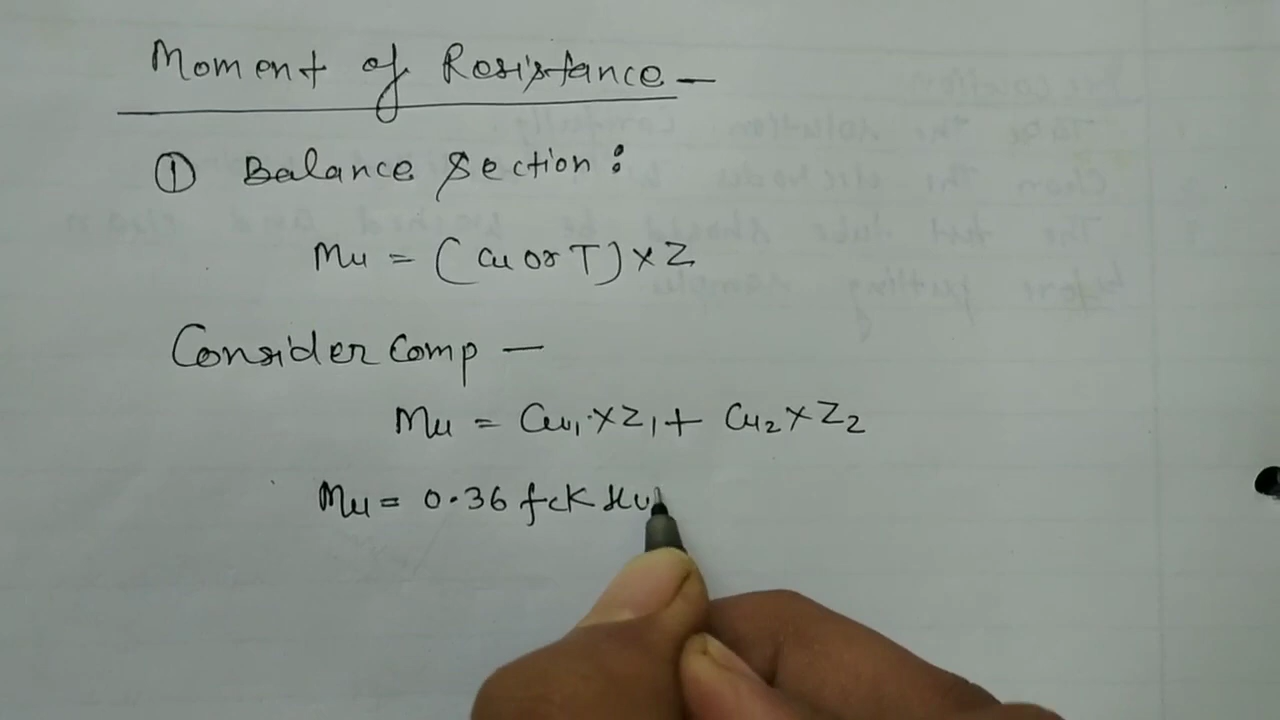 Moment of Resistance —
① Balance Section :
Mu = (Cu or T) × Z
Consider Comp —
Mu = Cu₁ × Z₁ + Cu₂ × Z₂
Mu = 0.36 fck xu